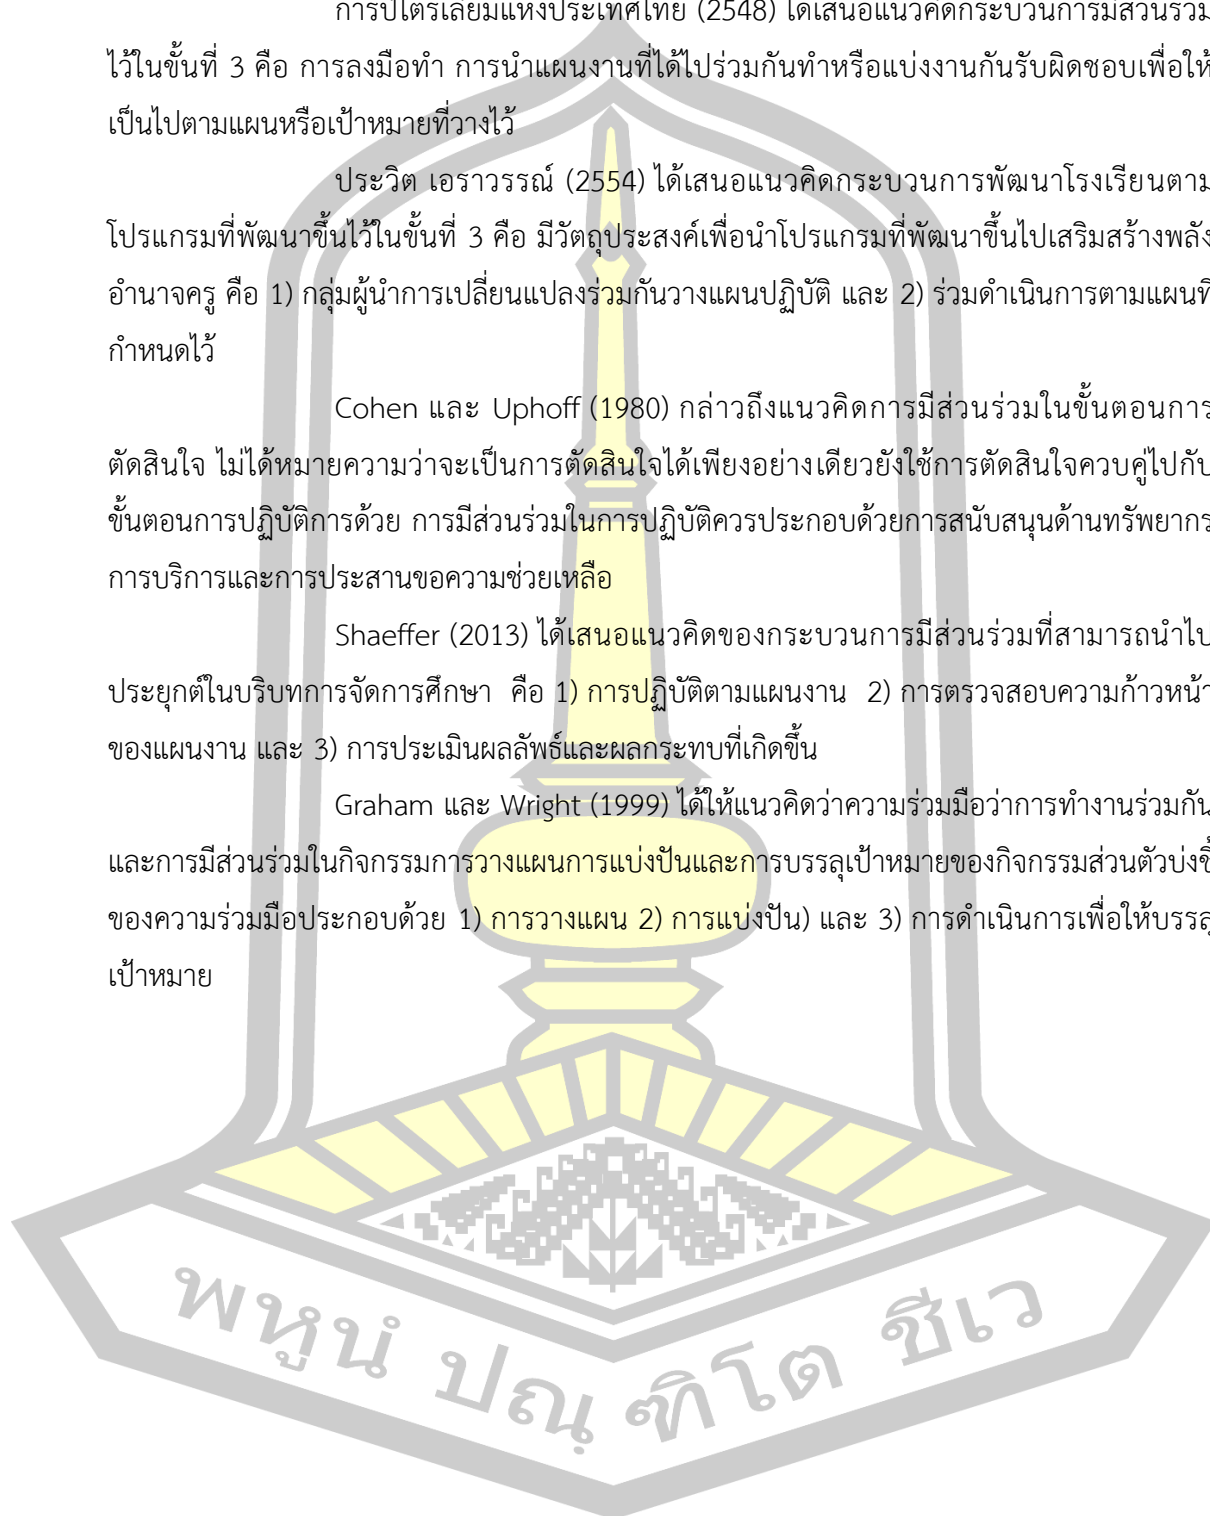 การปิโตรเลียมแห่งประเทศไทย (2548) ได้เสนอแนวคิดกระบวนการมีส่วนร่วม
ไว้ในขั้นที่ 3 คือ การลงมือทำ การนำแผนงานที่ได้ไปร่วมกันทำหรือแบ่งงานกันรับผิดชอบเพื่อให้
เป็นไปตามแผนหรือเป้าหมายที่วางไว้
ประวิต เอราวรรณ์ (2554) ได้เสนอแนวคิดกระบวนการพัฒนาโรงเรียนตาม
โปรแกรมที่พัฒนาขึ้นไว้ในขั้นที่ 3 คือ มีวัตถุประสงค์เพื่อนำโปรแกรมที่พัฒนาขึ้นไปเสริมสร้างพลัง
อำนาจครู คือ 1) กลุ่มผู้นำการเปลี่ยนแปลงร่วมกันวางแผนปฏิบัติ และ 2) ร่วมดำเนินการตามแผนที่
กำหนดไว้
Cohen และ Uphoff (1980) กล่าวถึงแนวคิดการมีส่วนร่วมในขั้นตอนการ
ตัดสินใจ ไม่ได้หมายความว่าจะเป็นการตัดสินใจได้เพียงอย่างเดียวยังใช้การตัดสินใจควบคู่ไปกับ
ขั้นตอนการปฏิบัติการด้วย การมีส่วนร่วมในการปฏิบัติควรประกอบด้วยการสนับสนุนด้านทรัพยากร
การบริการและการประสานขอความช่วยเหลือ
Shaeffer (2013) ได้เสนอแนวคิดของกระบวนการมีส่วนร่วมที่สามารถนำไป
ประยุกต์ในบริบทการจัดการศึกษา คือ 1) การปฏิบัติตามแผนงาน 2) การตรวจสอบความก้าวหน้า
ของแผนงาน และ 3) การประเมินผลลัพธ์และผลกระทบที่เกิดขึ้น
Graham และ Wright (1999) ได้ให้แนวคิดว่าความร่วมมือว่าการทำงานร่วมกัน
และการมีส่วนร่วมในกิจกรรมการวางแผนการแบ่งปันและการบรรลุเป้าหมายของกิจกรรมส่วนตัวบ่งชี้
ของความร่วมมือประกอบด้วย 1) การวางแผน 2) การแบ่งปัน) และ 3) การดำเนินการเพื่อให้บรรลุ
เป้าหมาย
พหูนํ ปณฺ ฑิโต ชีเว